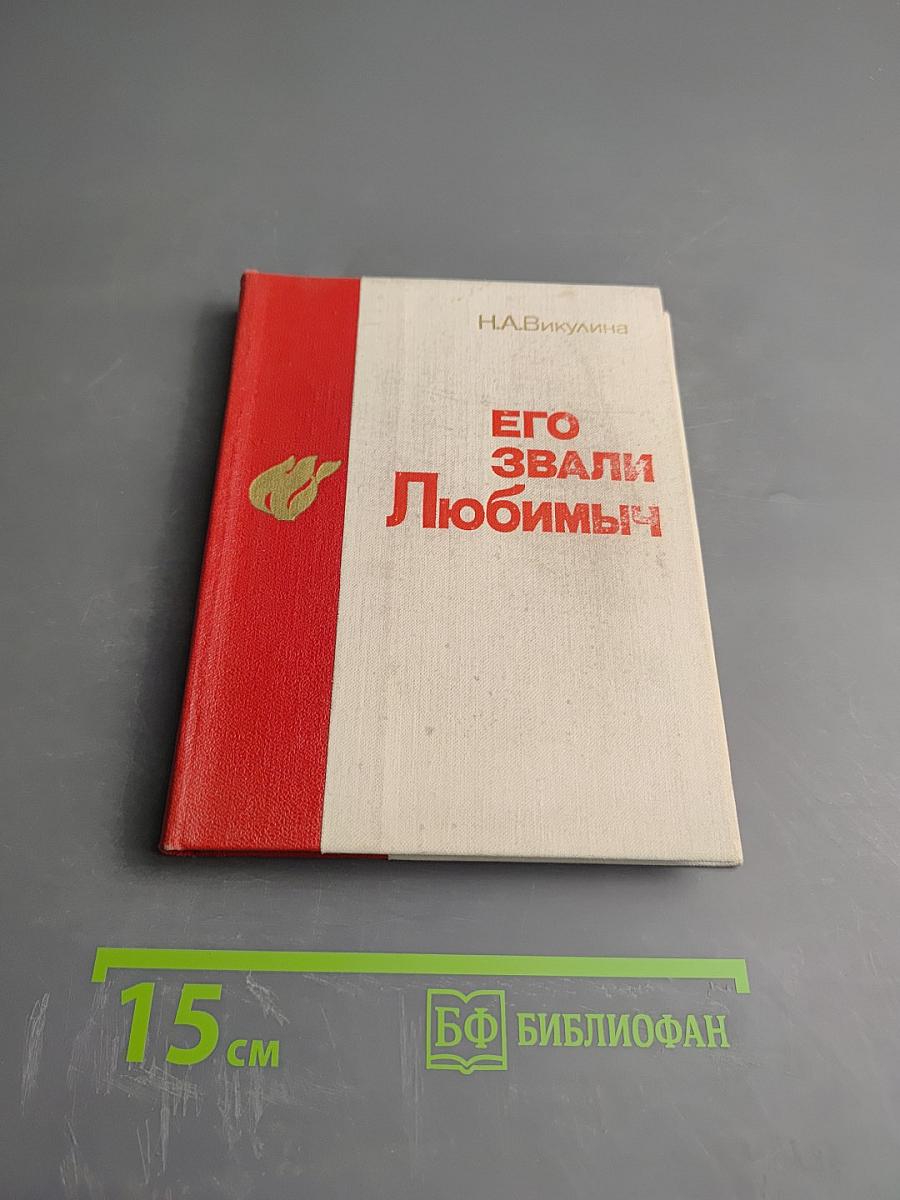 Н.А.Викулина
ЕГО
ЗВАЛИ
Любимыч
15 см
БФ БИБЛИОФАН